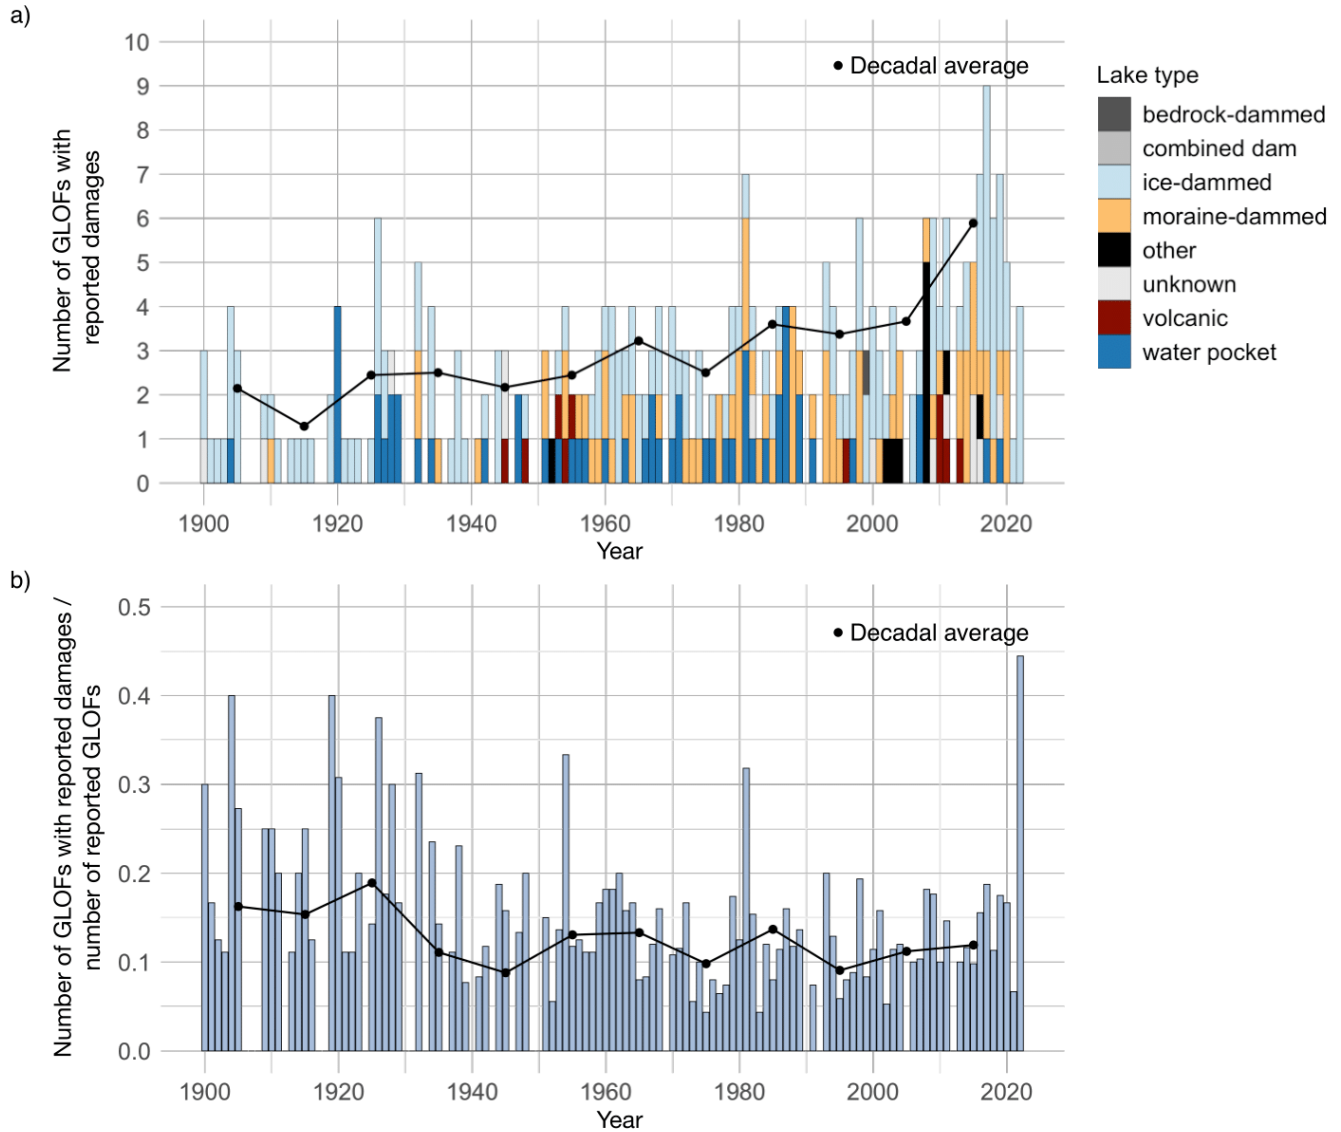 a)
10
9
8
7
6
5
4
3
2
1
0
Number of GLOFs with
reported damages
Decadal average
1900 1920 1940 1960 1980 2000 2020
Year
Lake type
bedrock-dammed
combined dam
ice-dammed
moraine-dammed
other
unknown
volcanic
water pocket
b)
0.5
0.4
0.3
0.2
0.1
0.0
Number of GLOFs with reported damages /
number of reported GLOFs
Decadal average
1900 1920 1940 1960 1980 2000 2020
Year